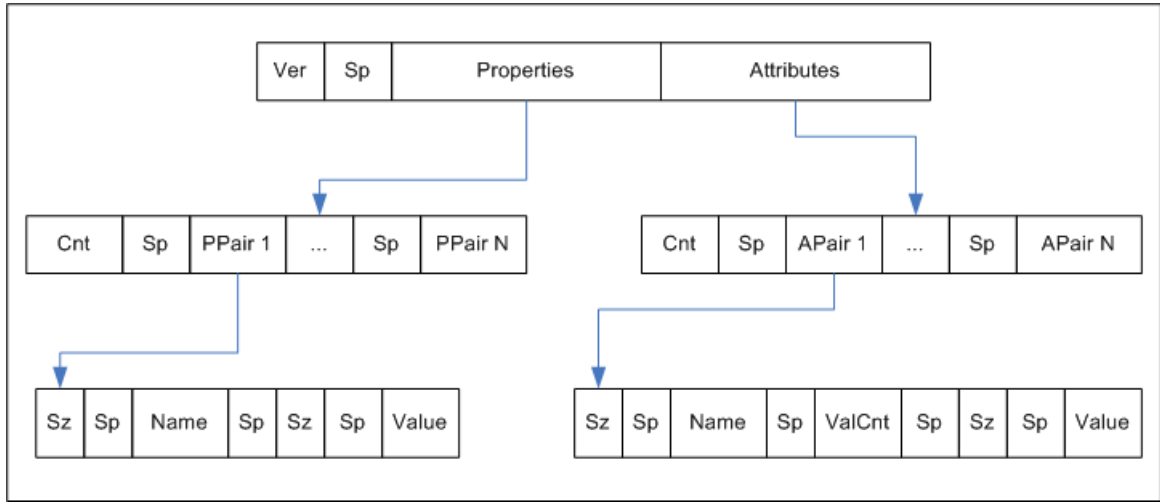 Ver Sp Properties Attributes
Cnt Sp PPair 1 ... Sp PPair N
Cnt Sp APair 1 ... Sp APair N
Sz Sp Name Sp Sz Sp Value
Sz Sp Name Sp ValCnt Sp Sz Sp Value